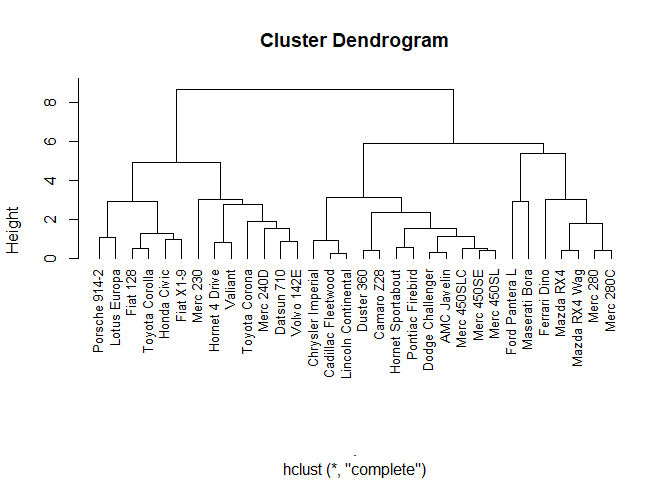 Cluster Dendrogram
Height
8
6
4
2
0
Porsche 914-2
Lotus Europa
Fiat 128
Toyota Corolla
Honda Civic
Fiat X1-9
Merc 230
Hornet 4 Drive
Valiant
Toyota Corona
Merc 240D
Datsun 710
Volvo 142E
Chrysler Imperial
Cadillac Fleetwood
Lincoln Continental
Duster 360
Camaro Z28
Hornet Sportabout
Pontiac Firebird
Dodge Challenger
AMC Javelin
Merc 450SLC
Merc 450SE
Merc 450SL
Ford Pantera L
Maserati Bora
Ferrari Dino
Mazda RX4
Mazda RX4 Wag
Merc 280
Merc 280C
.
hclust (*, "complete")